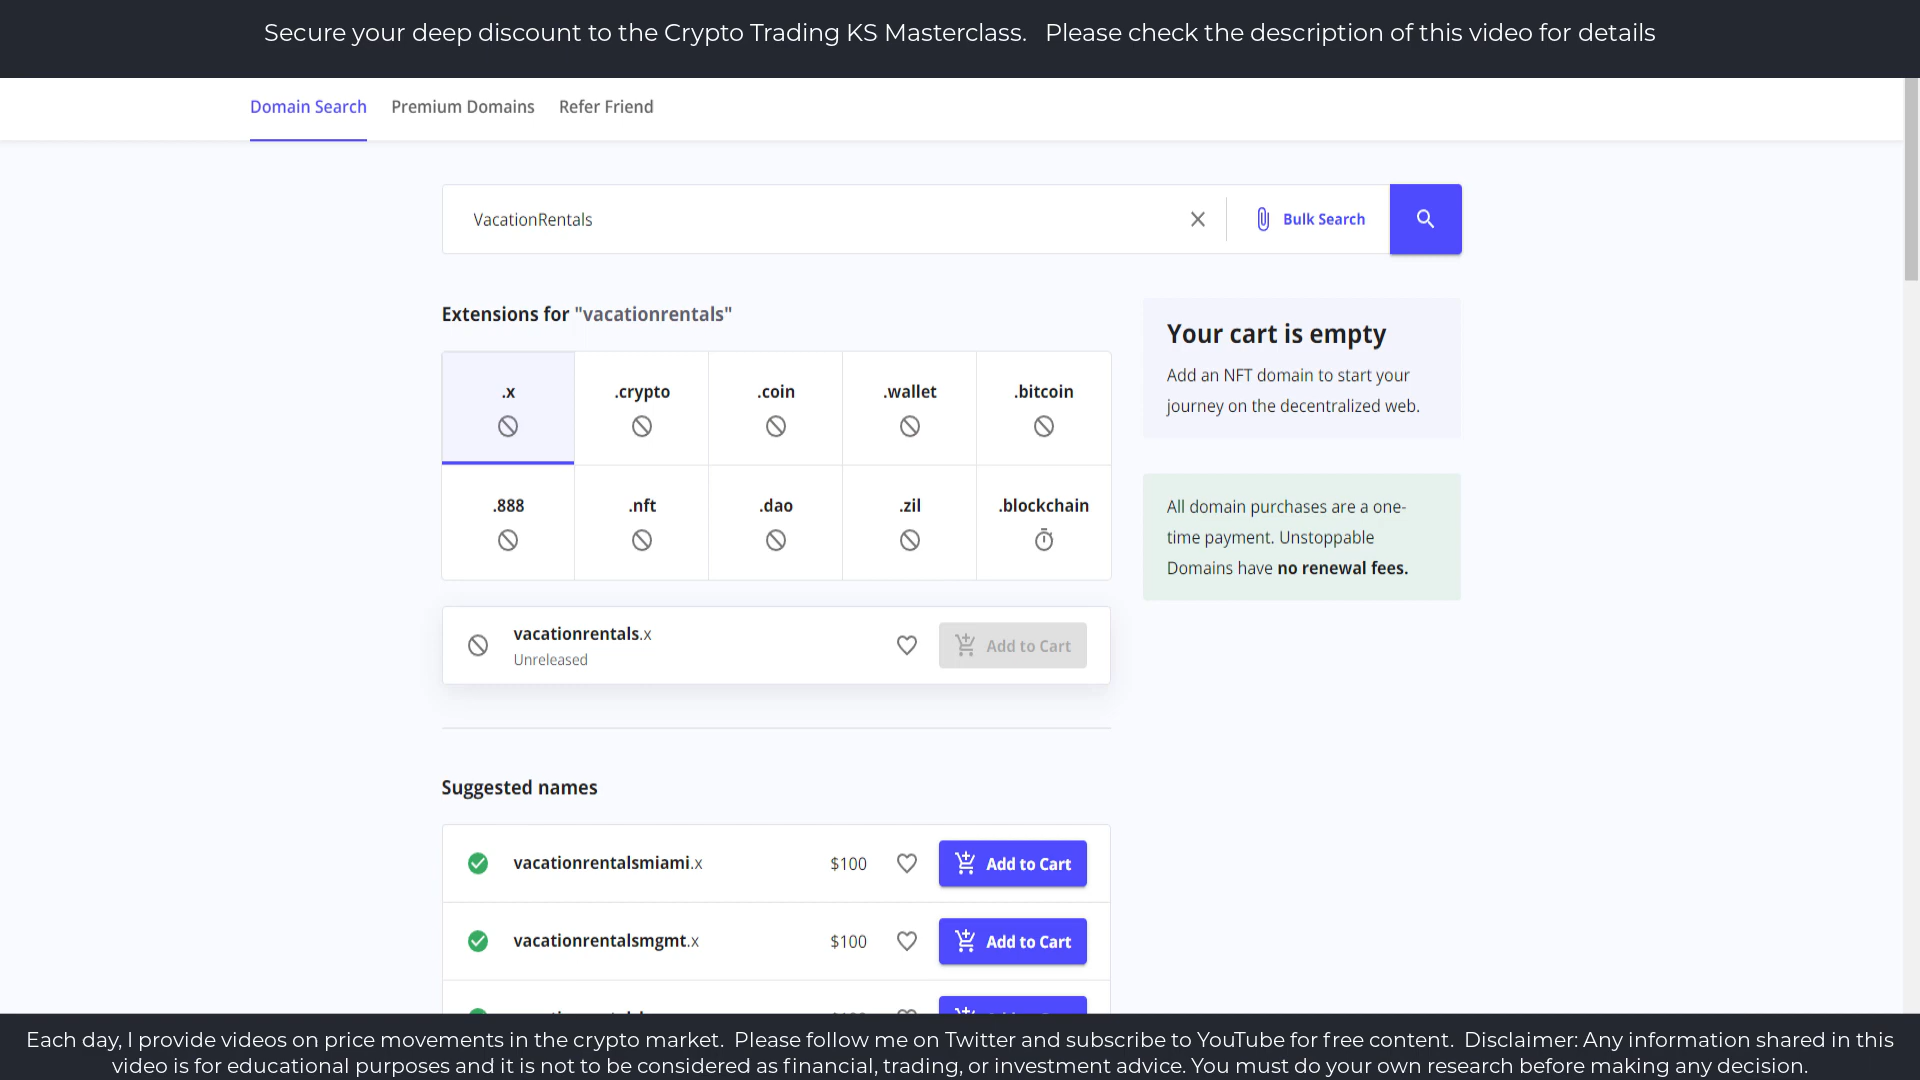 Secure your deep discount to the Crypto Trading KS Masterclass.   Please check the description of this video for details
Domain Search Premium Domains Refer Friend
VacationRentals Bulk Search
Extensions for "vacationrentals"
.x .crypto .coin .wallet .bitcoin
.888 .nft .dao .zil .blockchain
vacationrentals.x
Unreleased
Add to Cart
Your cart is empty
Add an NFT domain to start your
journey on the decentralized web.
All domain purchases are a one-
time payment. Unstoppable
Domains have no renewal fees.
Suggested names
vacationrentalsmiami.x $100 Add to Cart
vacationrentalsmgmt.x $100 Add to Cart
Each day, I provide videos on price movements in the crypto market.  Please follow me on Twitter and subscribe to YouTube for free content.  Disclaimer: Any information shared in this
video is for educational purposes and it is not to be considered as financial, trading, or investment advice. You must do your own research before making any decision.